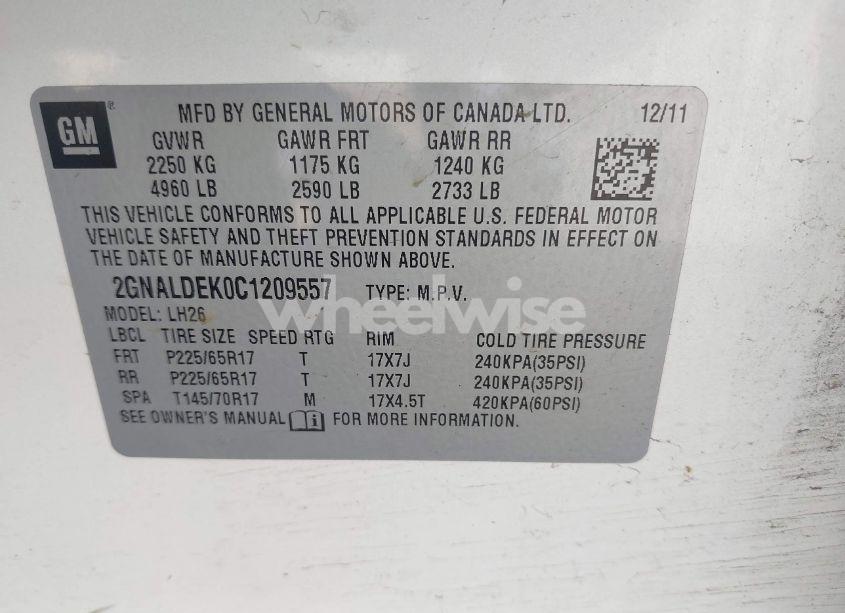 GM ®
MFD BY GENERAL MOTORS OF CANADA LTD. 12/11
GVWR GAWR FRT GAWR RR
2250 KG 1175 KG 1240 KG
4960 LB 2590 LB 2733 LB
THIS VEHICLE CONFORMS TO ALL APPLICABLE U.S. FEDERAL MOTOR
VEHICLE SAFETY AND THEFT PREVENTION STANDARDS IN EFFECT ON
THE DATE OF MANUFACTURE SHOWN ABOVE.
2GNALDEK0C1209557 TYPE: M.P.V.
wheelwise
MODEL: LH26
LBCL TIRE SIZE SPEED RTG RIM COLD TIRE PRESSURE
FRT P225/65R17 T 17X7J 240KPA(35PSI)
RR P225/65R17 T 17X7J 240KPA(35PSI)
SPA T145/70R17 M 17X4.5T 420KPA(60PSI)
SEE OWNER'S MANUAL i FOR MORE INFORMATION.